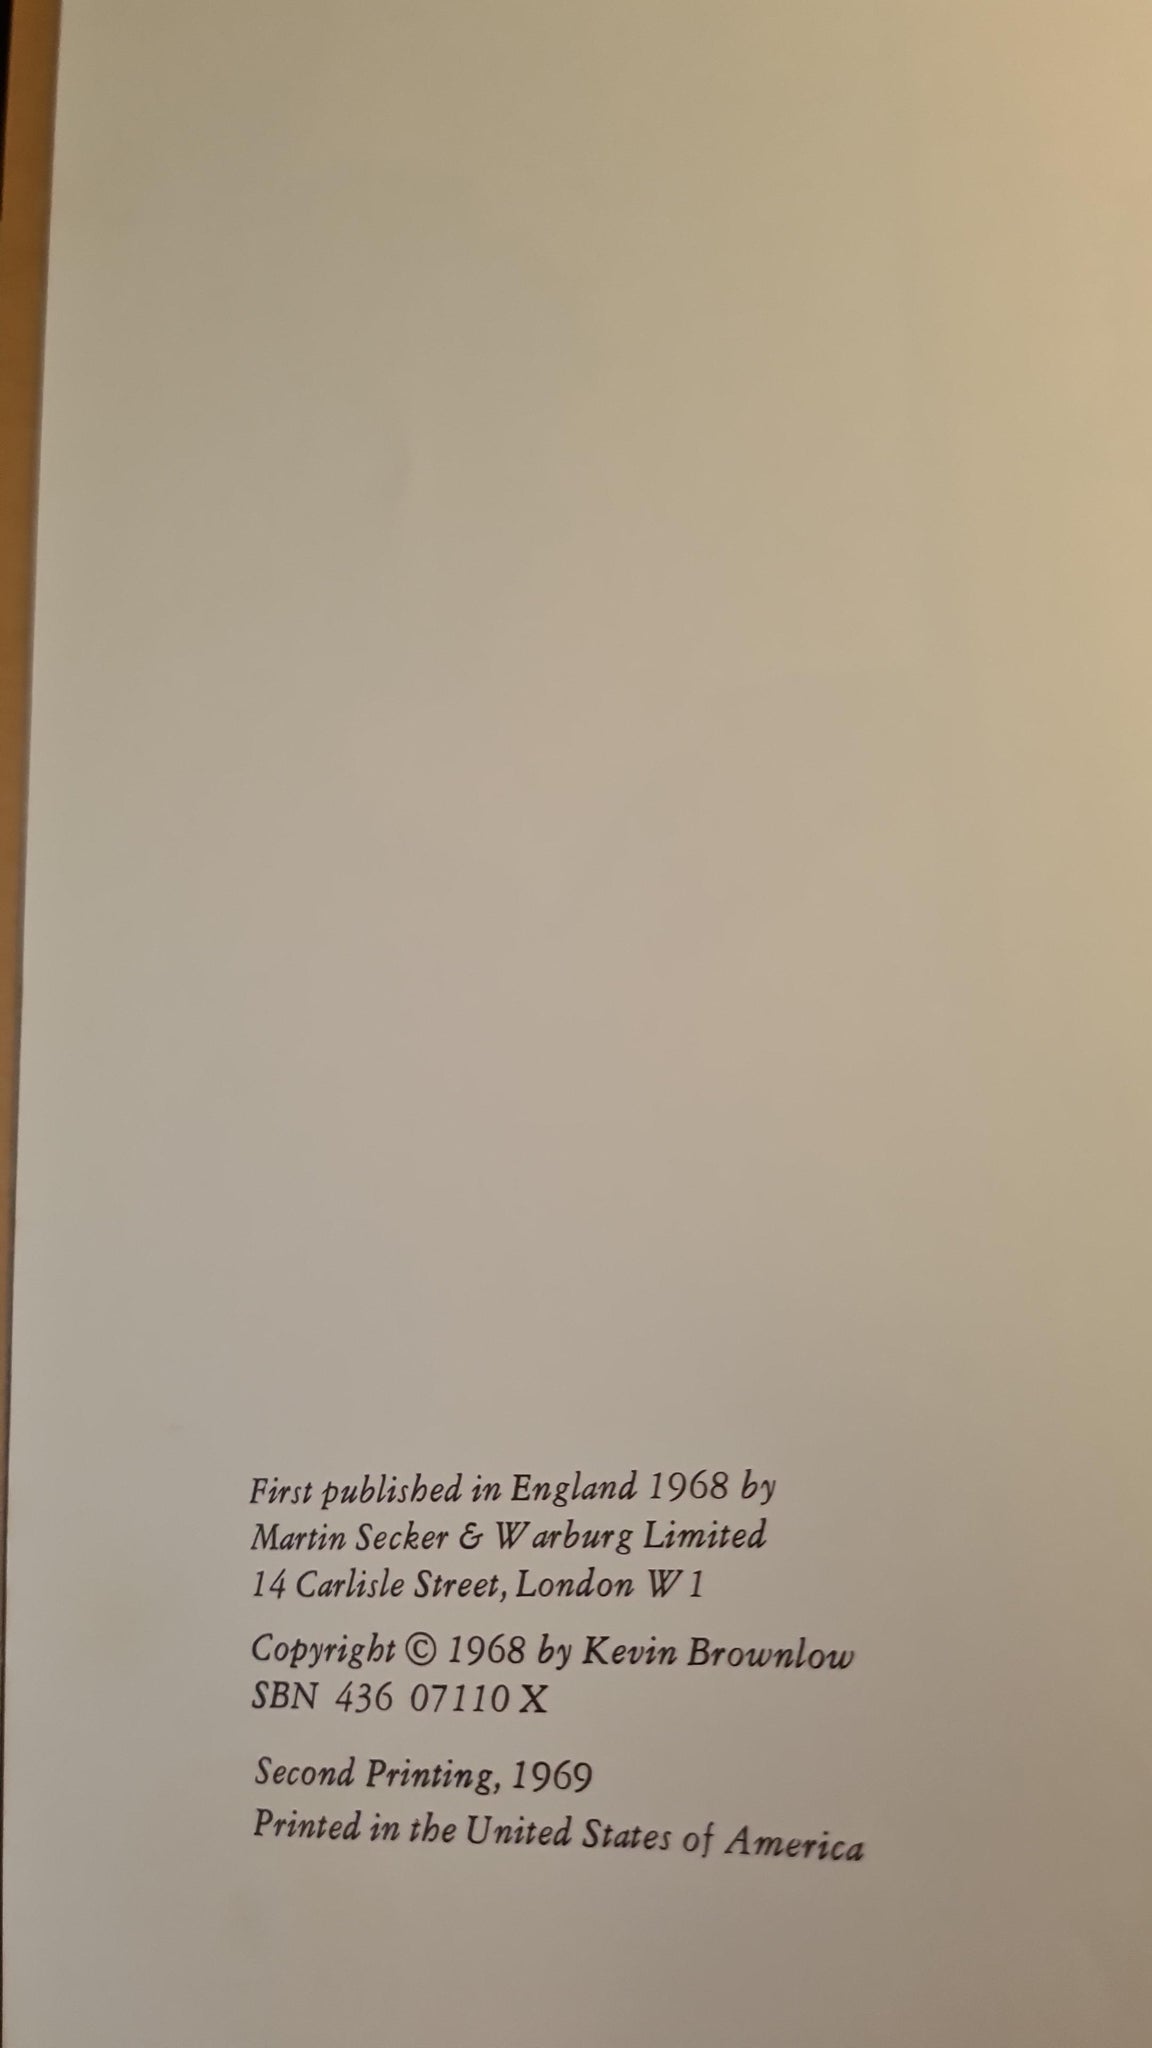 First published in England 1968 by
Martin Secker & Warburg Limited
14 Carlisle Street, London W1
Copyright © 1968 by Kevin Brownlow
SBN 436 07110 X
Second Printing, 1969
Printed in the United States of America